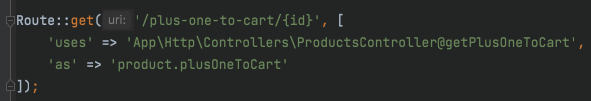 Route::get( uri: '/plus-one-to-cart/{id}', [
    'uses' => 'App\Http\Controllers\ProductsController@getPlusOneToCart',
    'as' => 'product.plusOneToCart'
]);